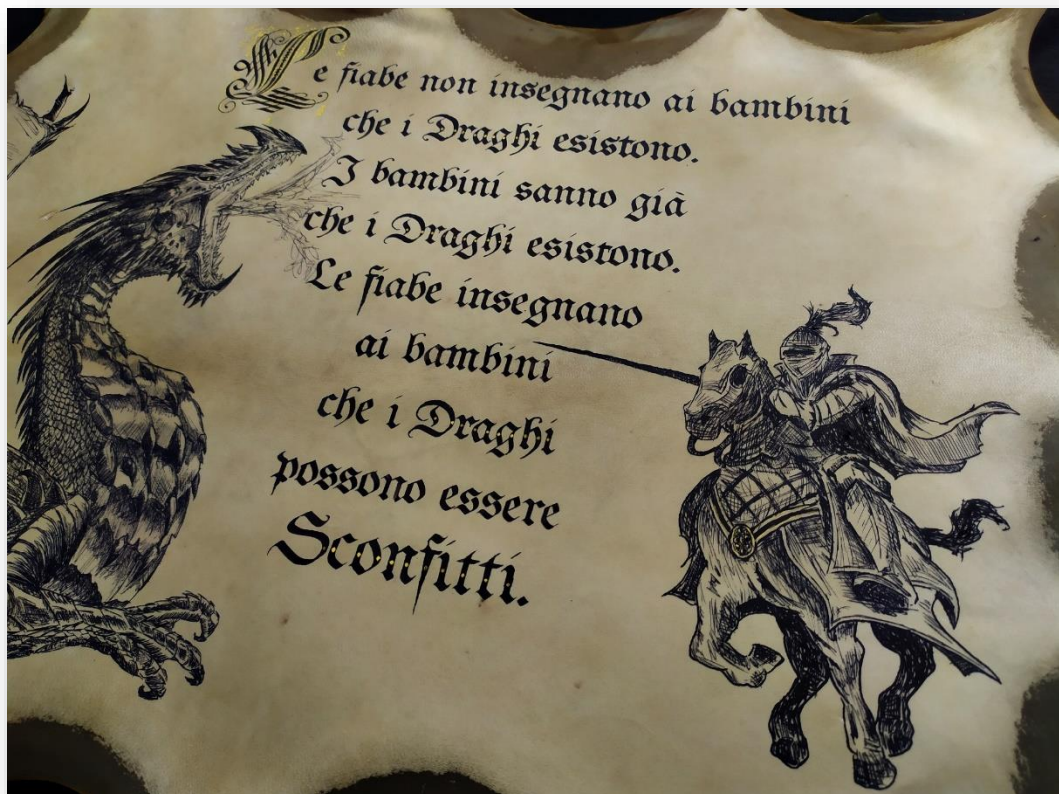 Le fiabe non insegnano ai bambini
che i Draghi esistono.
I bambini sanno già
che i Draghi esistono.
Le fiabe insegnano
ai bambini
che i Draghi
possono essere
Sconfitti.